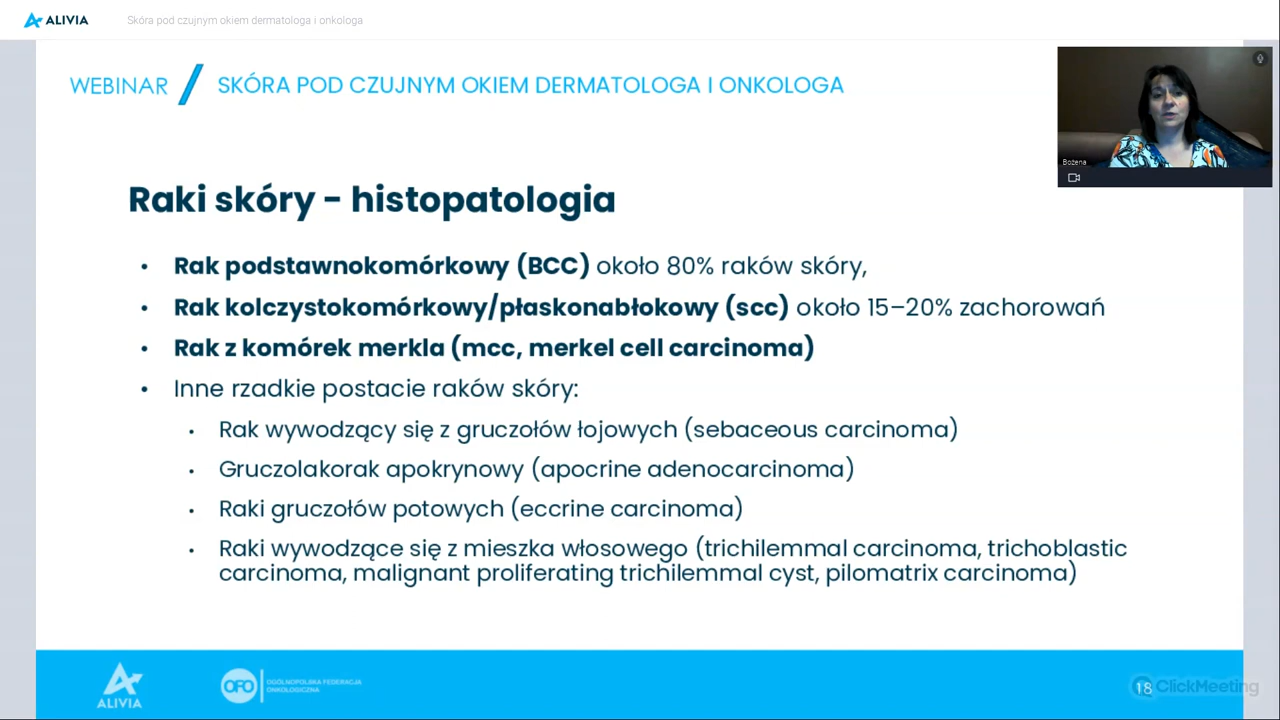 ALIVIA
Skóra pod czujnym okiem dermatologa i onkologa
WEBINAR / SKÓRA POD CZUJNYM OKIEM DERMATOLOGA I ONKOLOGA
Bożena
Raki skóry - histopatologia
• Rak podstawnokomórkowy (BCC) około 80% raków skóry,
• Rak kolczystokomórkowy/płaskonabłokowy (scc) około 15–20% zachorowań
• Rak z komórek merkla (mcc, merkel cell carcinoma)
• Inne rzadkie postacie raków skóry:
• Rak wywodzący się z gruczołów łojowych (sebaceous carcinoma)
• Gruczolakorak apokrynowy (apocrine adenocarcinoma)
• Raki gruczołów potowych (eccrine carcinoma)
• Raki wywodzące się z mieszka włosowego (trichilemmal carcinoma, trichoblastic
carcinoma, malignant proliferating trichilemmal cyst, pilomatrix carcinoma)
ALIVIA
OFO
OGÓLNOPOLSKA FEDERACJA
ONKOLOGICZNA
18
ClickMeeting